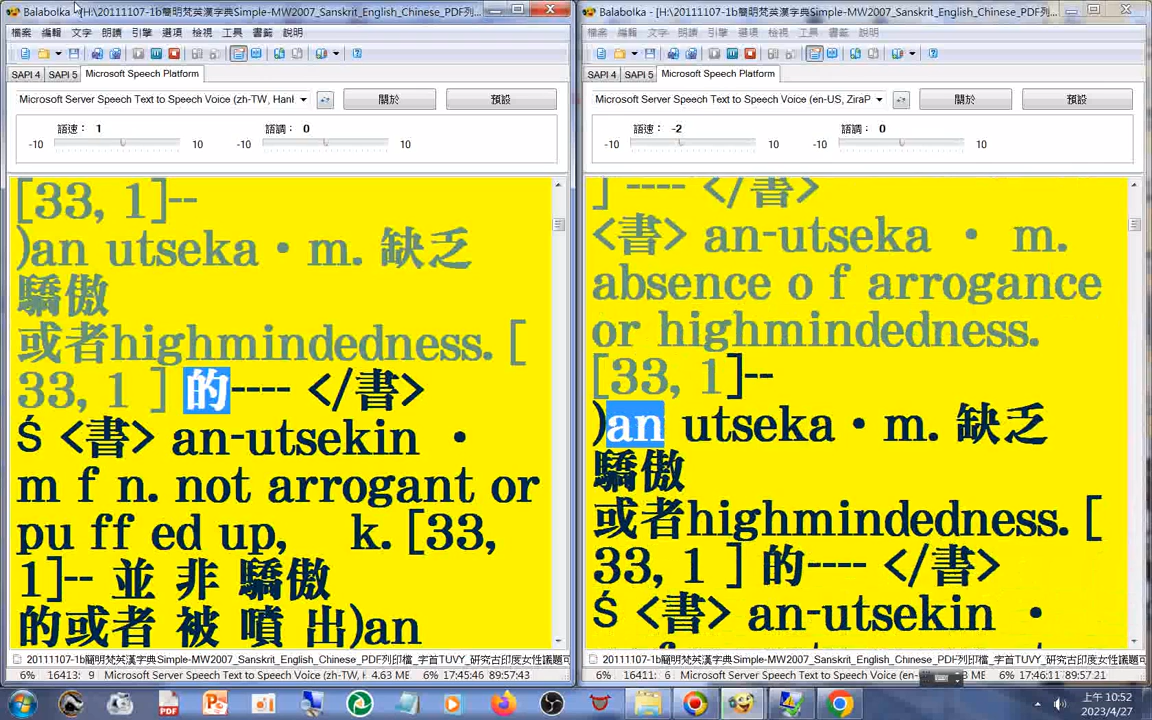 Balabolka - [H:\20111107-1b簡明梵英漢字典Simple-MW2007_Sanskrit_English_Chinese_PDF列...
檔案 編輯 文字 朗讀 引擎 選項 檢視 工具 書籤 說明
SAPI 4 SAPI 5 Microsoft Speech Platform
Microsoft Server Speech Text to Speech Voice (zh-TW, Hanl
關於 預設
語速： 1 語調： 0
-10 10 -10 10
[33, 1]--
)an utseka・m. 缺乏
驕傲
或者highmindedness. [
33, 1 ] 的---- </書>
Ś <書> an-utsekin ・
m f n. not arrogant or
pu ff ed up, k. [33,
1]-- 並 非 驕傲
的或者 被 噴 出)an
20111107-1b簡明梵英漢字典Simple-MW2007_Sanskrit_English_Chinese_PDF列印檔_字首TUVY_研究古印度女性議題可
6% 16413: 9 Microsoft Server Speech Text to Speech Voice (zh-TW, H 4.63 ME 6% 17:45:46 89:57:43
Balabolka - [H:\20111107-1b簡明梵英漢字典Simple-MW2007_Sanskrit_English_Chinese_PDF列印...
檔案 編輯 文字 朗讀 引擎 選項 檢視 工具 書籤 說明
SAPI 4 SAPI 5 Microsoft Speech Platform
Microsoft Server Speech Text to Speech Voice (en-US, ZiraP
關於 預設
語速： -2 語調： 0
-10 10 -10 10
] ---- </書>
<書> an-utseka ・ m.
absence o f arrogance
or highmindedness.
[33, 1]--
)an utseka・m. 缺乏
驕傲
或者highmindedness. [
33, 1 ] 的---- </書>
Ś <書> an-utsekin ・
20111107-1b簡明梵英漢字典Simple-MW2007_Sanskrit_English_Chinese_PDF列印檔_字首TUVY_研究古印度女性議題可
6% 16411: 6 Microsoft Server Speech Text to Speech Voice (en-US, Z 4.63 ME 6% 17:46:11 89:57:21
上午 10:52
2023/4/27